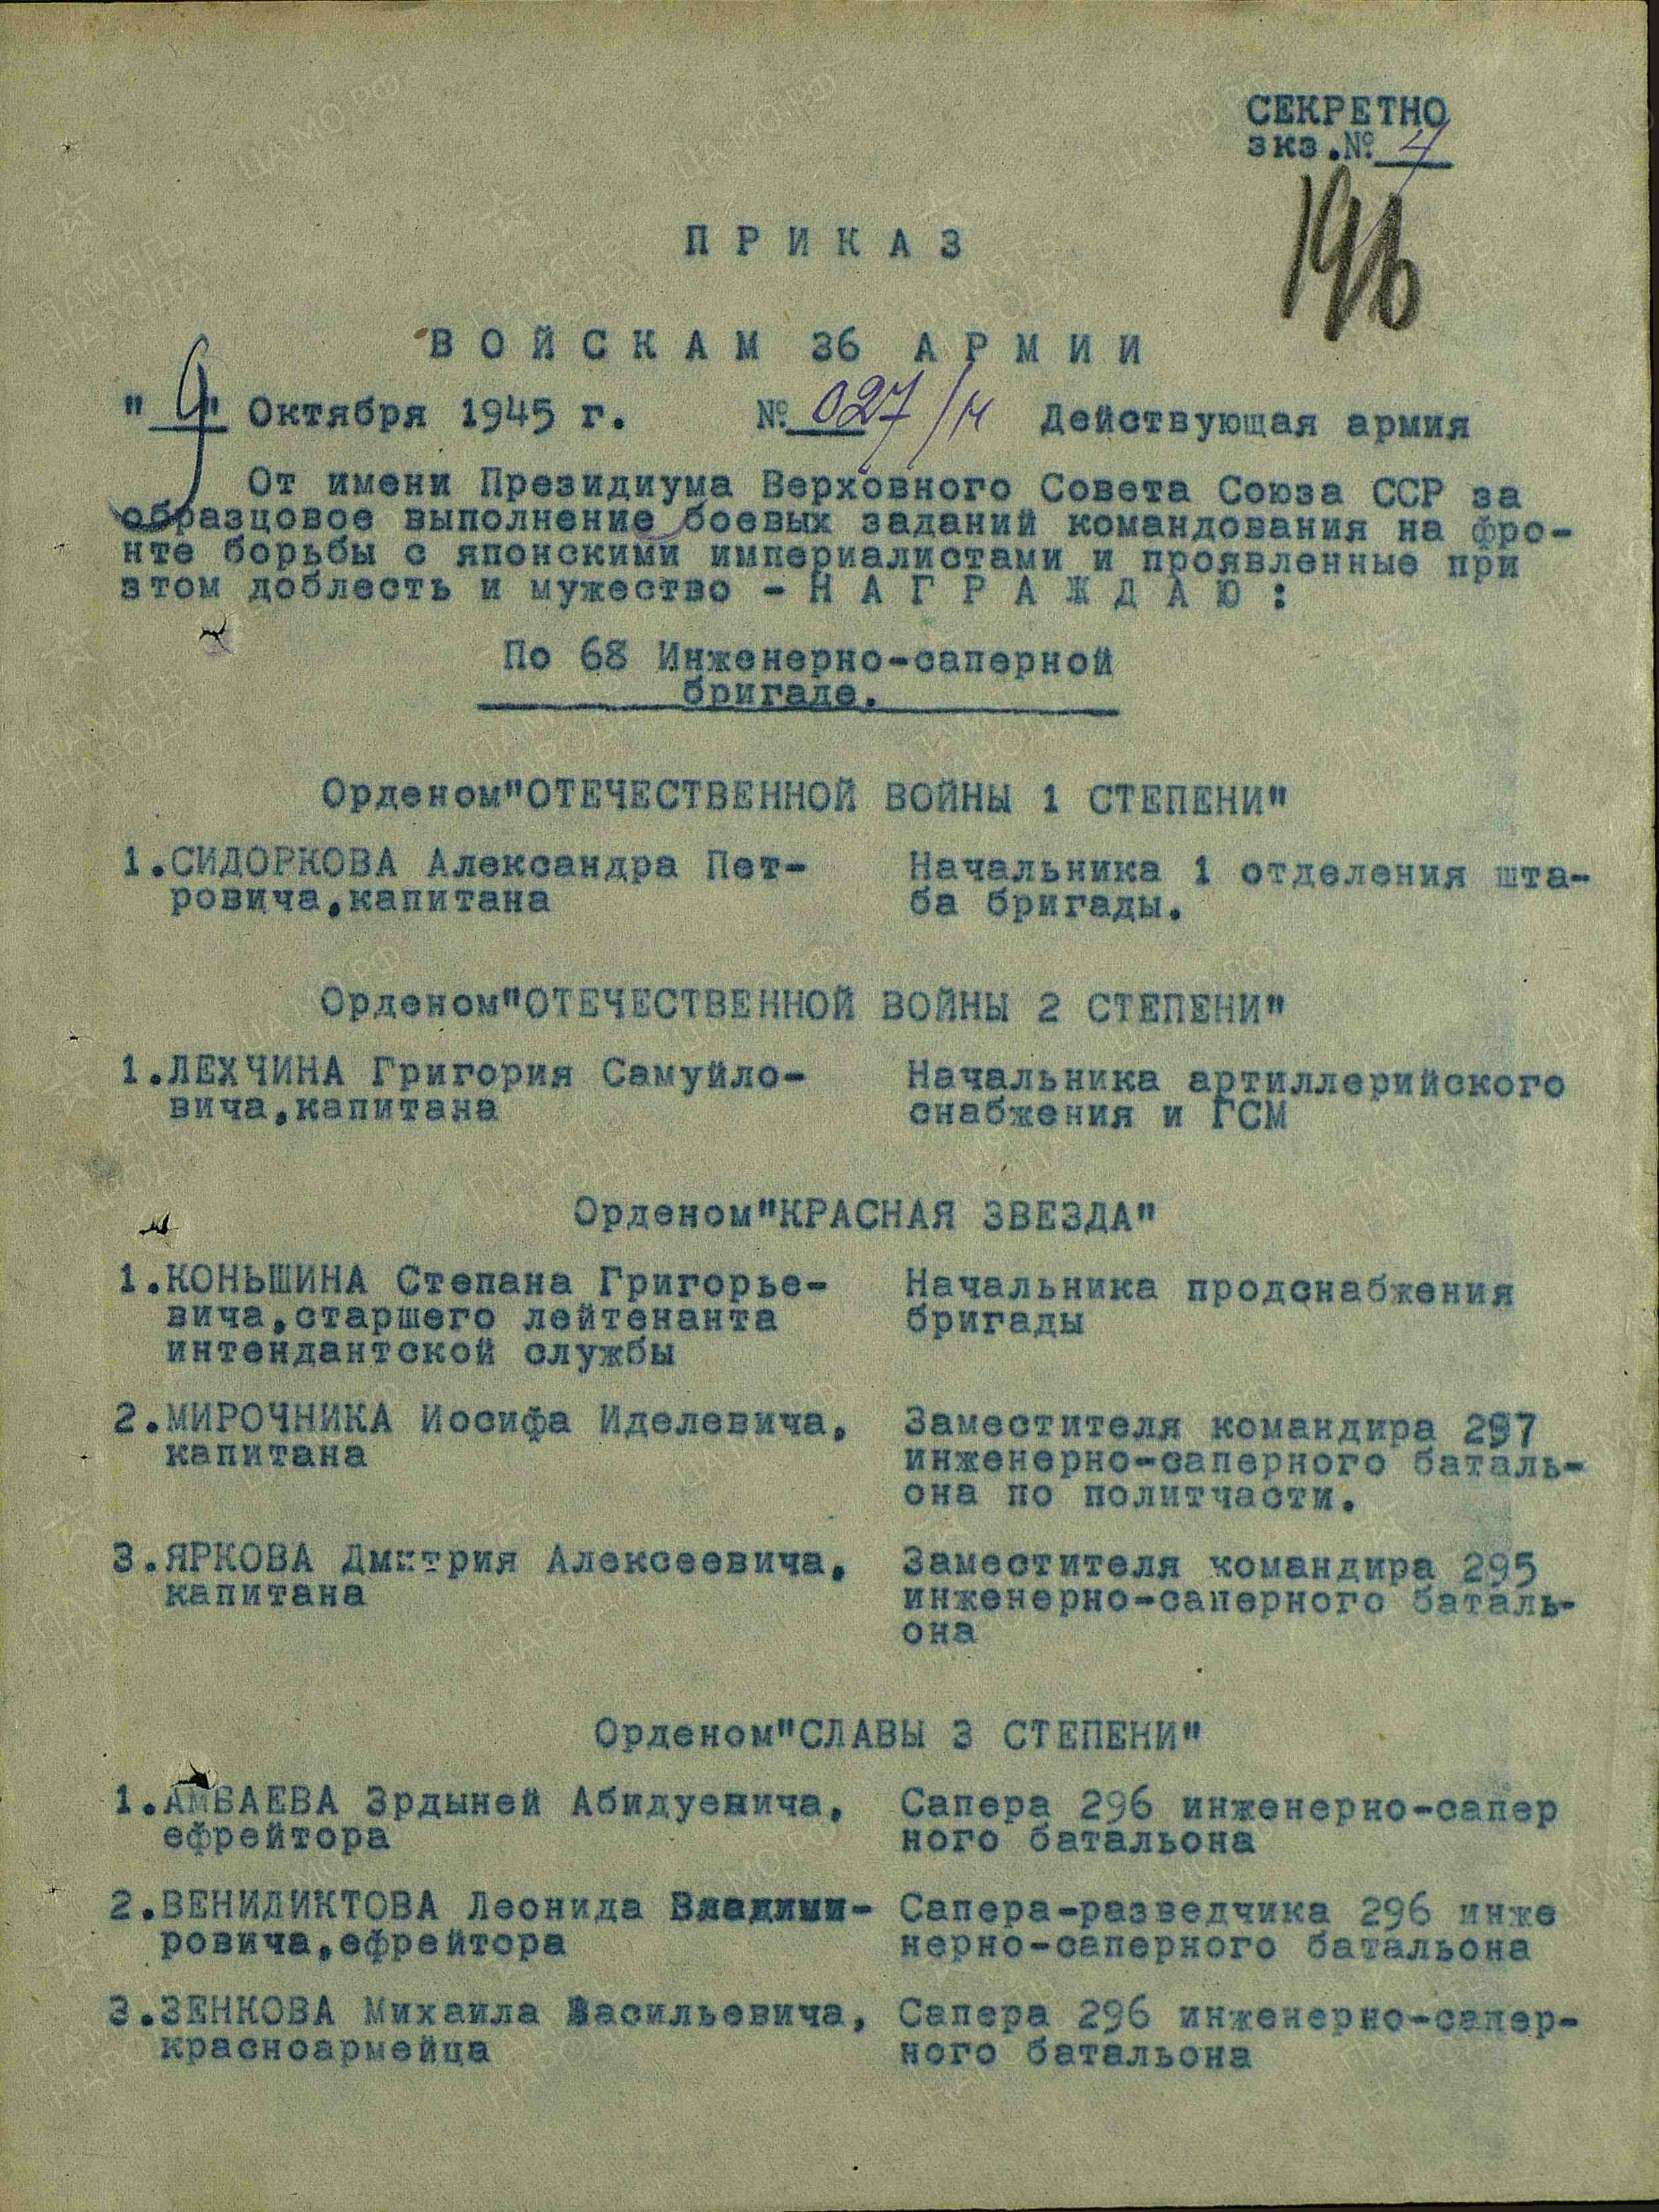 СЕКРЕТНО
экз.№ 4
196
ПРИКАЗ
ВОЙСКАМ 36 АРМИИ
"9" Октября 1945 г. № 027/н Действующая армия
От имени Президиума Верховного Совета Союза ССР за
образцовое выполнение боевых заданий командования на фро-
нте борьбы с японскими империалистами и проявленные при
этом доблесть и мужество - НАГРАЖДАЮ:
По 68 Инженерно-саперной
бригаде.
Орденом"ОТЕЧЕСТВЕННОЙ ВОЙНЫ 1 СТЕПЕНИ"
1.СИДОРКОВА Александра Пет- Начальника 1 отделения шта-
ровича,капитана ба бригады.
Орденом"ОТЕЧЕСТВЕННОЙ ВОЙНЫ 2 СТЕПЕНИ"
1.ЛЕХЧИНА Григория Самуйло- Начальника артиллерийского
вича,капитана снабжения и ГСМ
Орденом"КРАСНАЯ ЗВЕЗДА"
1.КОНЬШИНА Степана Григорье- Начальника продснабжения
вича,старшего лейтенанта бригады
интендантской службы
2.МИРОЧНИКА Иосифа Иделевича, Заместителя командира 297
капитана инженерно-саперного баталь-
она по политчасти.
3.ЯРКОВА Дмитрия Алексеевича, Заместителя командира 295
капитана инженерно-саперного баталь-
она
Орденом"СЛАВЫ 3 СТЕПЕНИ"
1.АМБАЕВА Эрдыней Абидуевича, Сапера 296 инженерно-сапер
ефрейтора ного батальона
2.ВЕНИДИКТОВА Леонида Владими- Сапера-разведчика 296 инже
ровича,ефрейтора нерно-саперного батальона
3.ЗЕНКОВА Михаила Васильевича, Сапера 296 инженерно-сапер-
красноармейца ного батальона